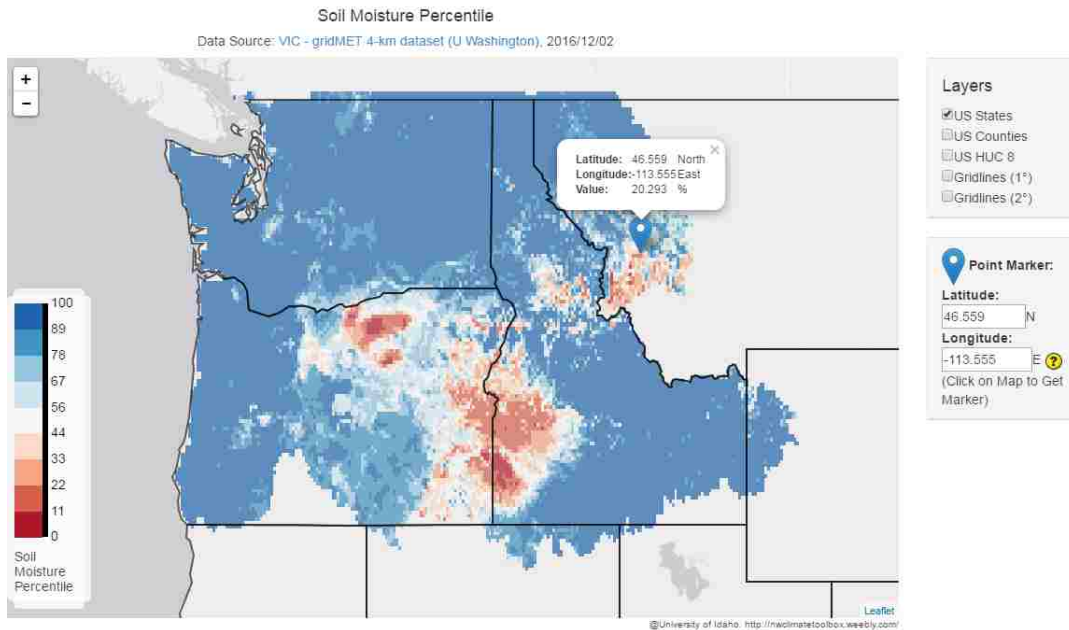 Soil Moisture Percentile
Data Source: VIC - gridMET 4-km dataset (U Washington), 2016/12/02
+
−
Latitude: 46.559 North
Longitude:-113.555 East
Value: 20.293 %
×
Layers
US States
US Counties
US HUC 8
Gridlines (1°)
Gridlines (2°)
Point Marker:
Latitude:
46.559 N
Longitude:
-113.555 E ?
(Click on Map to Get
Marker)
100
89
78
67
56
44
33
22
11
0
Soil
Moisture
Percentile
Leaflet
@University of Idaho. http://nwclimatetoolbox.weebly.com/